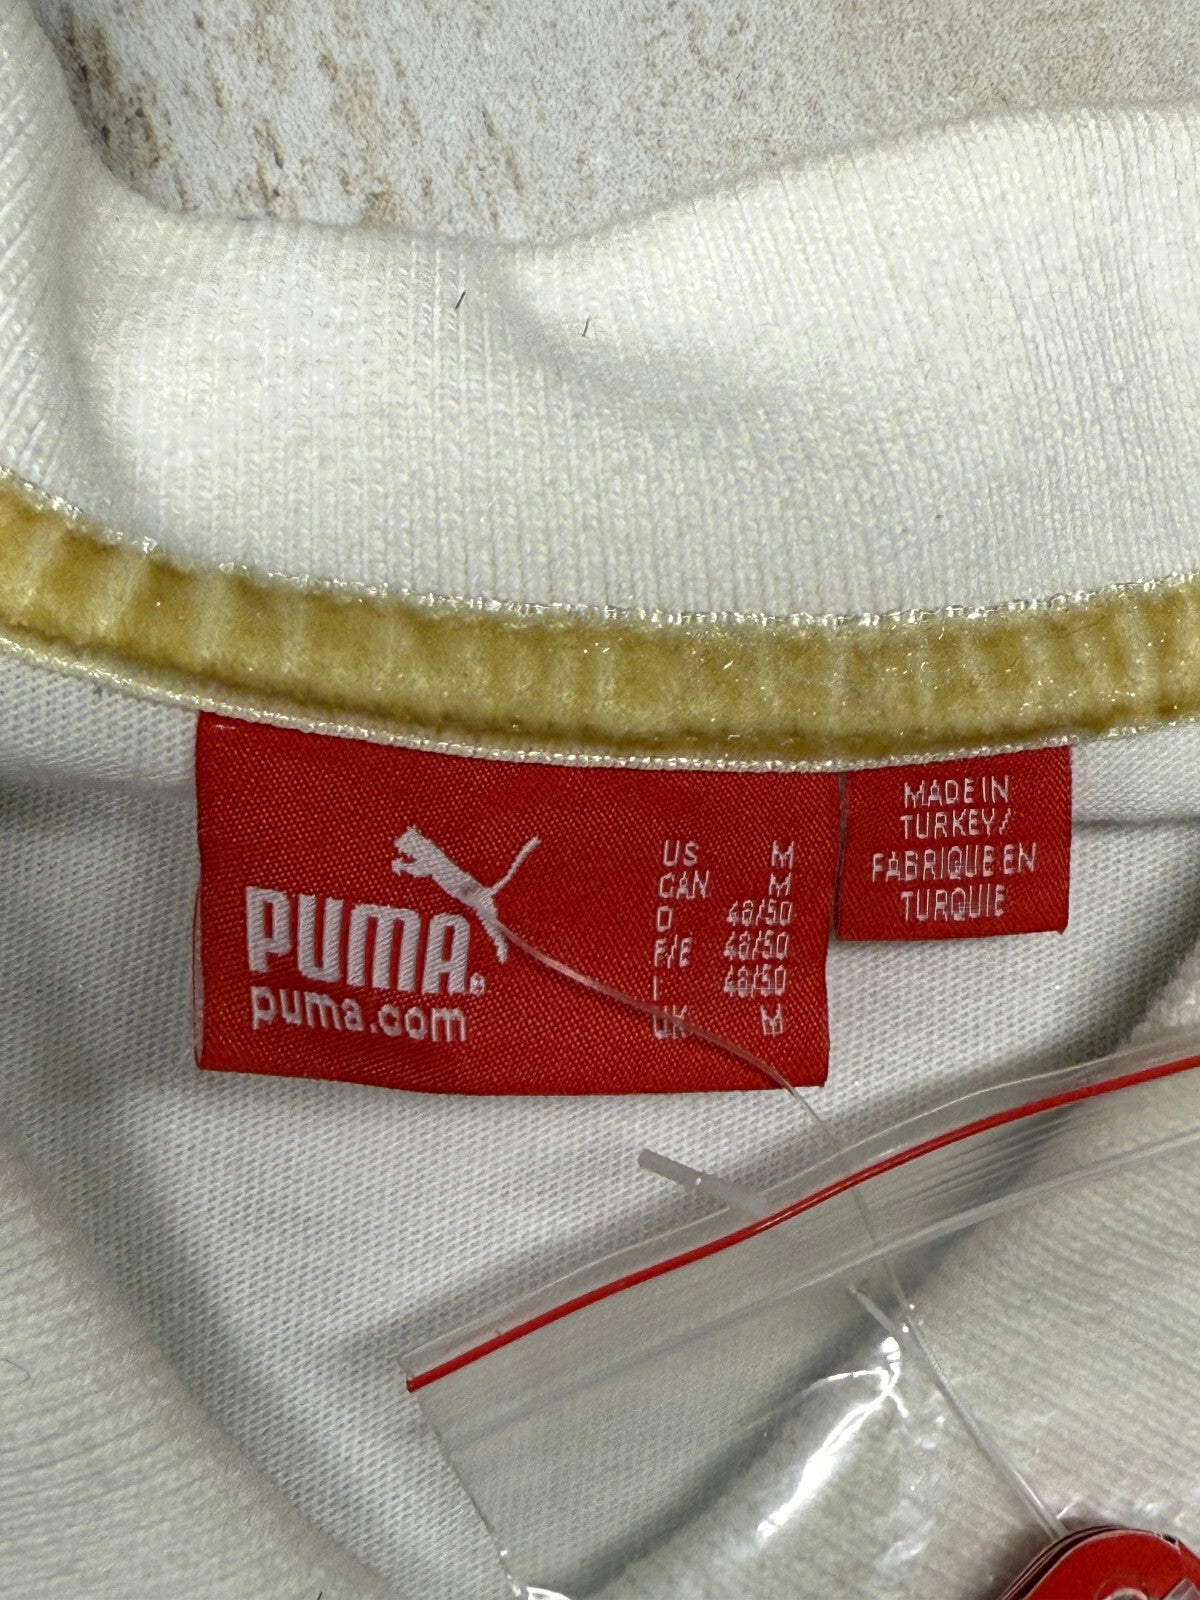 PUMA®
puma.com
US M
CAN M
D 48/50
F/E 48/50
I 48/50
UK M
MADE IN
TURKEY/
FABRIQUE EN
TURQUIE